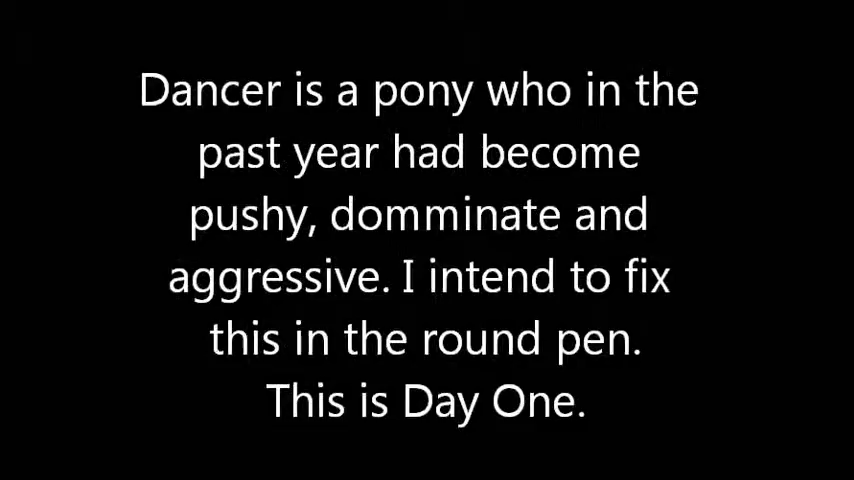 Dancer is a pony who in the
past year had become
pushy, domminate and
aggressive. I intend to fix
this in the round pen.
This is Day One.